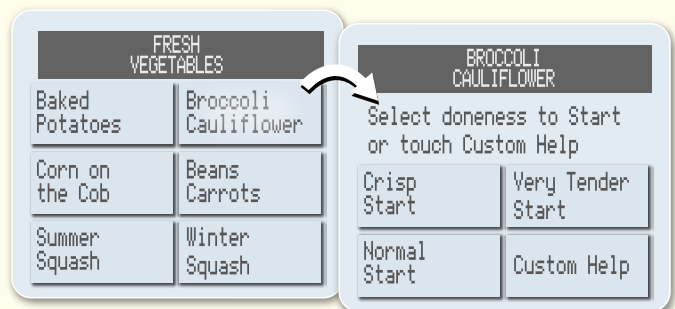 FRESH
VEGETABLES
Baked
Potatoes
Broccoli
Cauliflower
Corn on
the Cob
Beans
Carrots
Summer
Squash
Winter
Squash
BROCCOLI
CAULIFLOWER
Select doneness to Start
or touch Custom Help
Crisp
Start
Very Tender
Start
Normal
Start
Custom Help